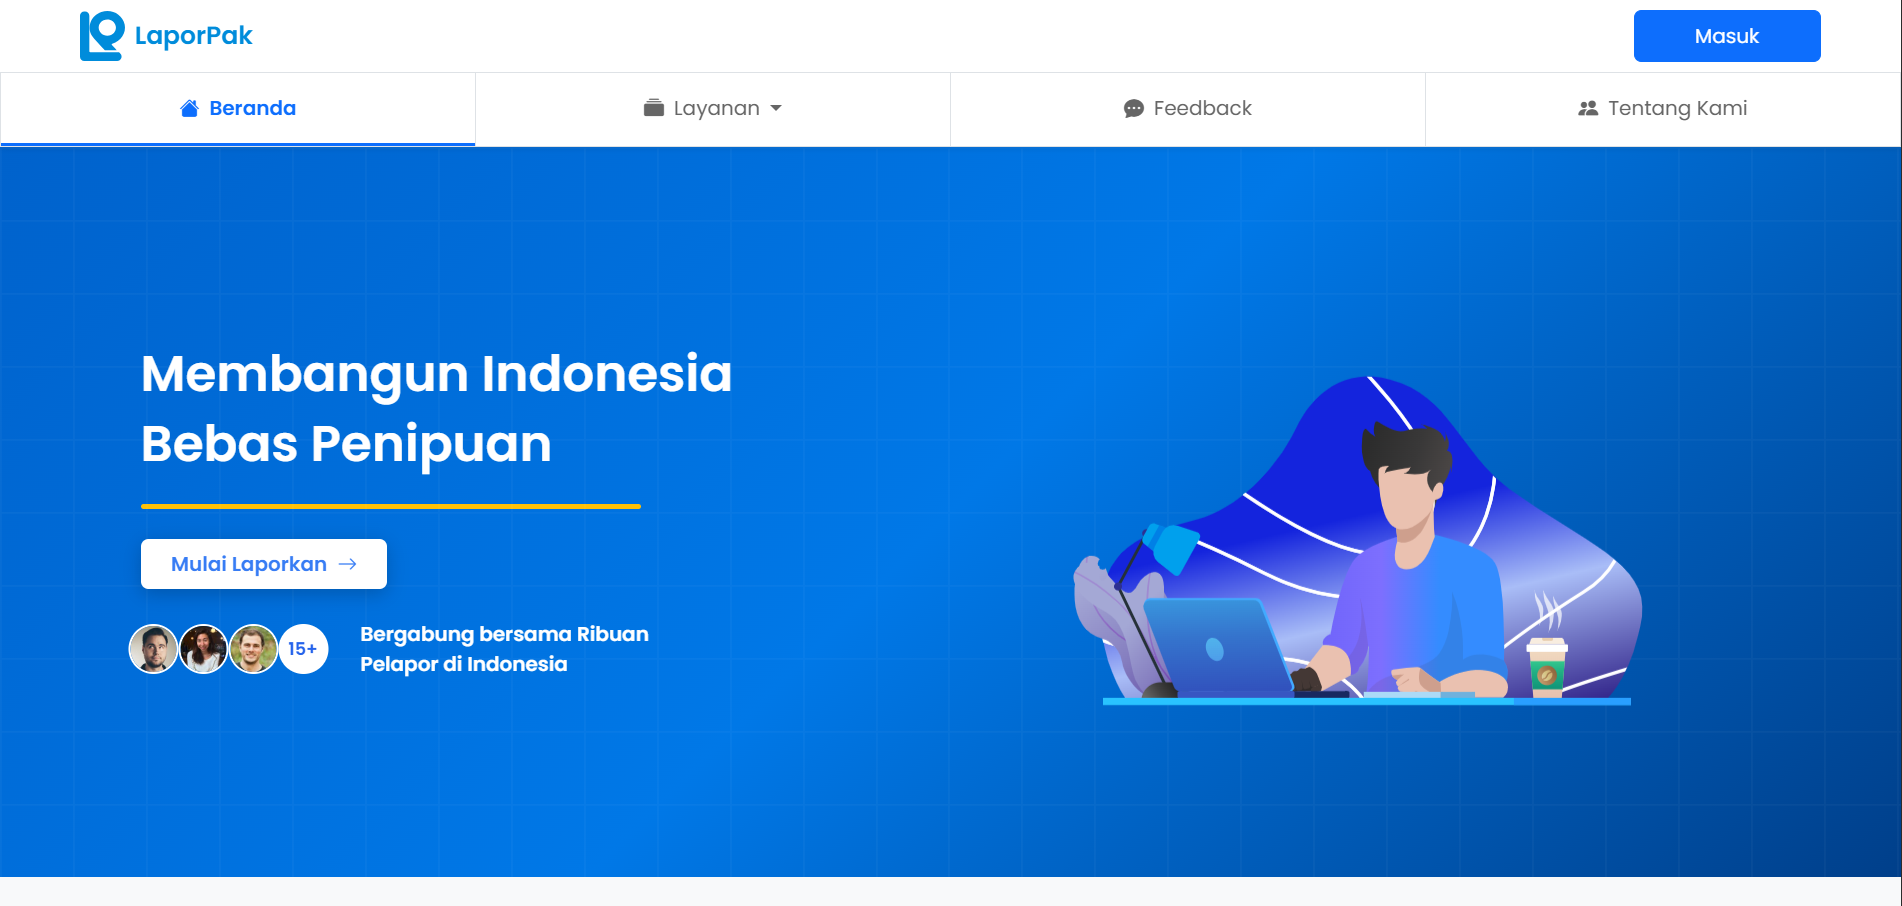 LaporPak
Masuk
Beranda
Layanan
Feedback
Tentang Kami
Membangun Indonesia
Bebas Penipuan
Mulai Laporkan
15+
Bergabung bersama Ribuan
Pelapor di Indonesia